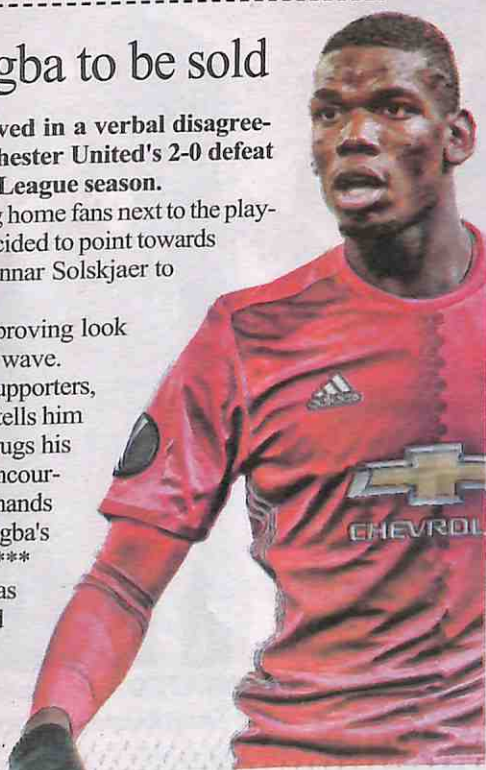 gba to be sold
ved in a verbal disagree-
hester United's 2-0 defeat
League season.
g home fans next to the play-
cided to point towards
nnar Solskjaer to
proving look
wave.
upporters,
tells him
ugs his
ncour-
hands
gba's
***
as
adidas
CHEVROL